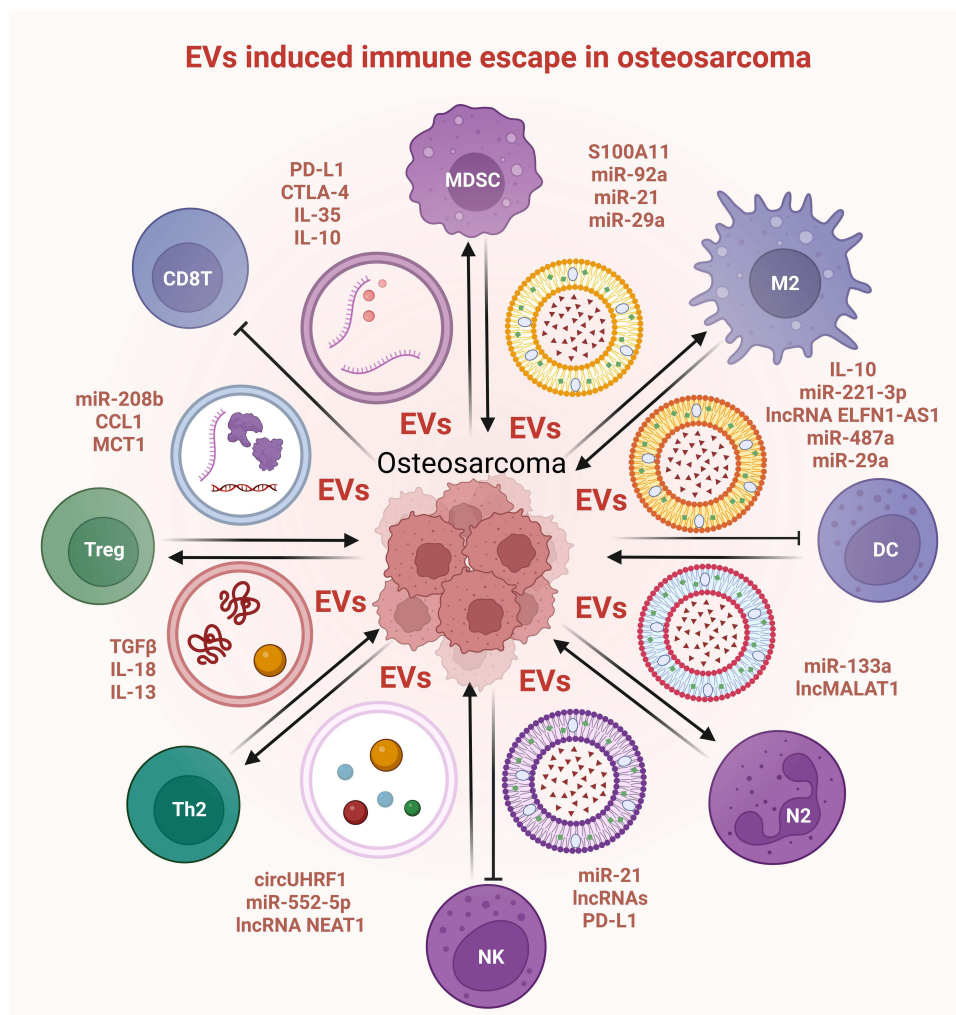 EVs induced immune escape in osteosarcoma
MDSC
PD-L1
CTLA-4
IL-35
IL-10
S100A11
miR-92a
miR-21
miR-29a
CD8T
M2
miR-208b
CCL1
MCT1
IL-10
miR-221-3p
lncRNA ELFN1-AS1
miR-487a
miR-29a
EVs
EVs
Osteosarcoma
EVs
EVs
Treg
DC
EVs
EVs
TGFβ
IL-18
IL-13
miR-133a
lncMALAT1
EVs
EVs
Th2
N2
circUHRF1
miR-552-5p
lncRNA NEAT1
miR-21
lncRNAs
PD-L1
NK